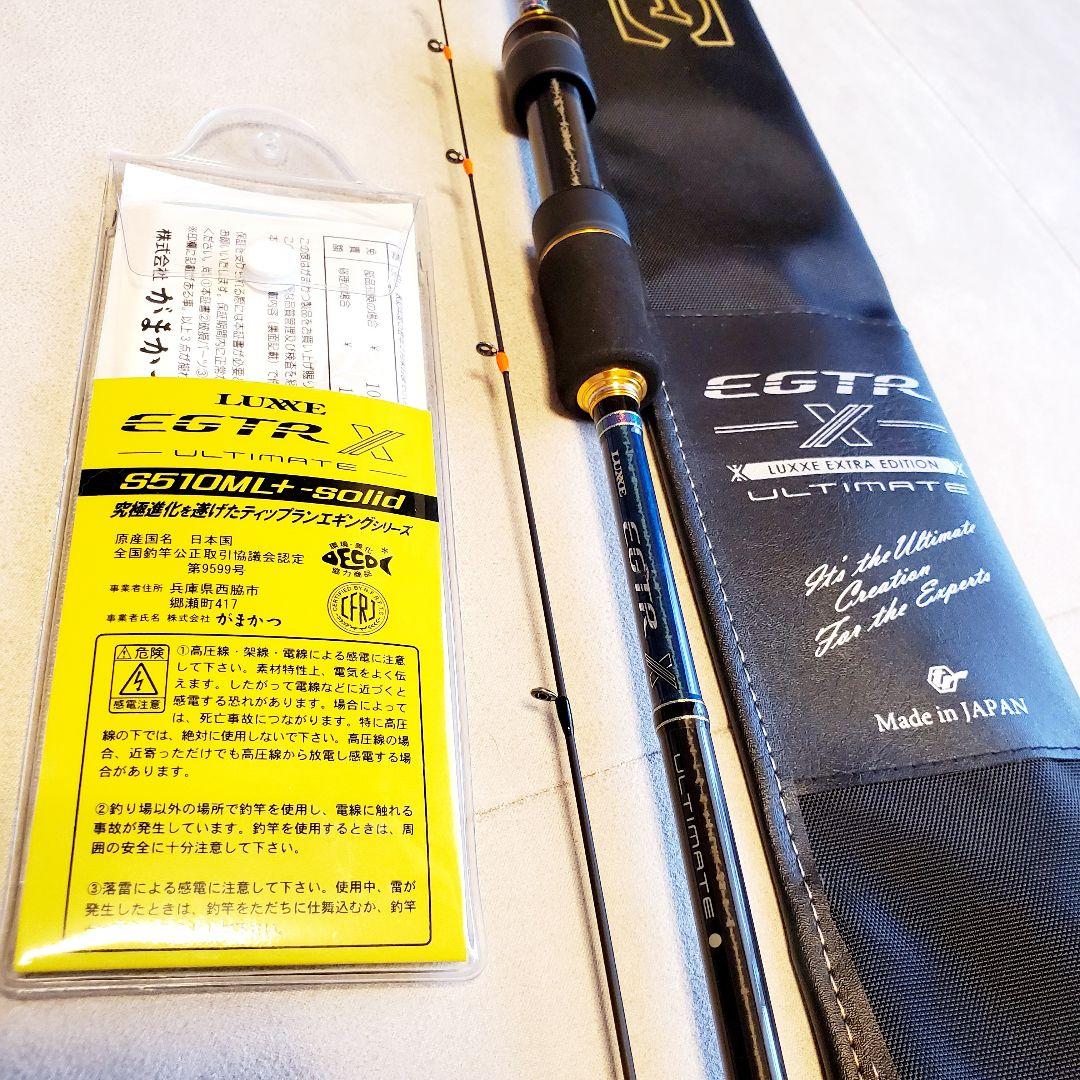 株式会社 がまかつ
LUXXE
EGTR X
ULTIMATE
S510ML+-solid
究極進化を遂げたティップランエギングシリーズ
原産国名 日本国
全国釣竿公正取引協議会認定
第9599号
環境・美化
ECO
協力商品
事業者住所 兵庫県西脇市
郷瀬町417
CFRJ
事業者氏名 株式会社 がまかつ
危険
感電注意
①高圧線・架線・電線による感電に注意
して下さい。素材特性上、電気をよく伝
えます。したがって電線などに近づくと
感電する恐れがあります。場合によって
は、死亡事故につながります。特に高圧
線の下では、絶対に使用しないで下さい。高圧線の場
合、近寄っただけでも高圧線から放電し感電する場
合があります。
②釣り場以外の場所で釣竿を使用し、電線に触れる
事故が発生しています。釣竿を使用するときは、周
囲の安全に十分注意して下さい。
③落雷による感電に注意して下さい。使用中、雷が
発生したときは、釣竿をただちに仕舞込むか、釣竿
LUXXE
EGTR X
ULTIMATE
EGTR
X
LUXXE EXTRA EDITION
ULTIMATE
It's the Ultimate
Creation
For the Experts
Made in JAPAN